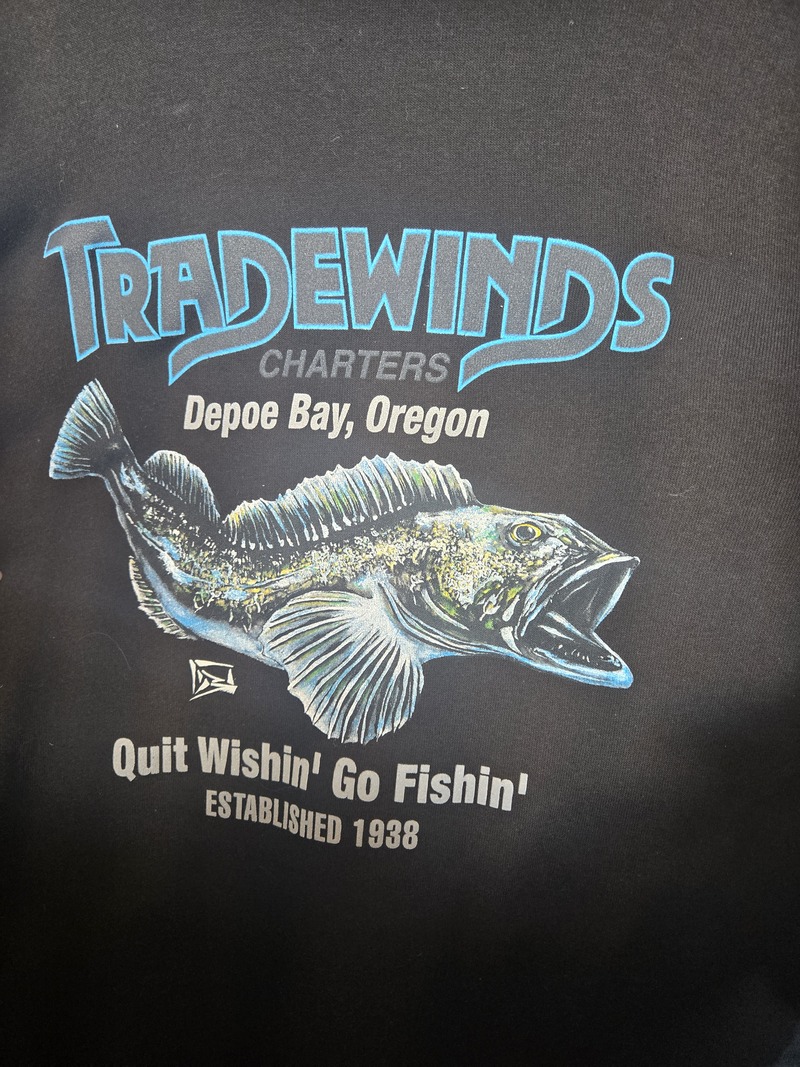 TRADEWINDS
CHARTERS
Depoe Bay, Oregon
Quit Wishin' Go Fishin'
ESTABLISHED 1938